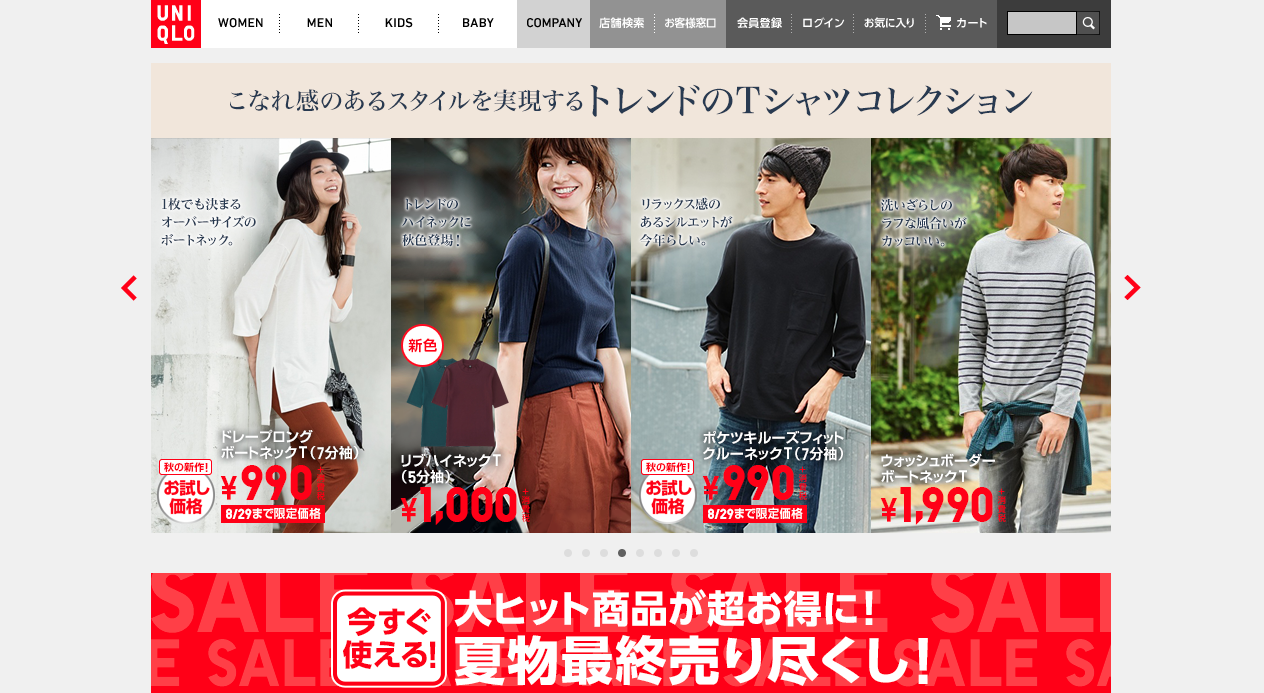 UNI
QLO
WOMEN
MEN
KIDS
BABY
COMPANY
店舗検索
お客様窓口
会員登録
ログイン
お気に入り
カート
こなれ感のあるスタイルを実現するトレンドのTシャツコレクション
1枚でも決まる
オーバーサイズの
ボートネック。
秋の新作!
お試し
価格
ドレープロング
ボートネックT(7分袖)
¥990
8/29まで限定価格
トレンドの
ハイネックに
秋色登場!
新色
リブハイネックT
(5分袖)
¥1,000
リラックス感の
あるシルエットが
今年らしい。
秋の新作!
お試し
価格
ポケツキルーズフィット
クルーネックT(7分袖)
¥990
8/29まで限定価格
洗いざらしの
ラフな風合いが
カッコいい。
ウォッシュボーダー
ボートネックT
¥1,990
SALE SALE SALE SALE
今すぐ
使える!
大ヒット商品が超お得に!
夏物最終売り尽くし!